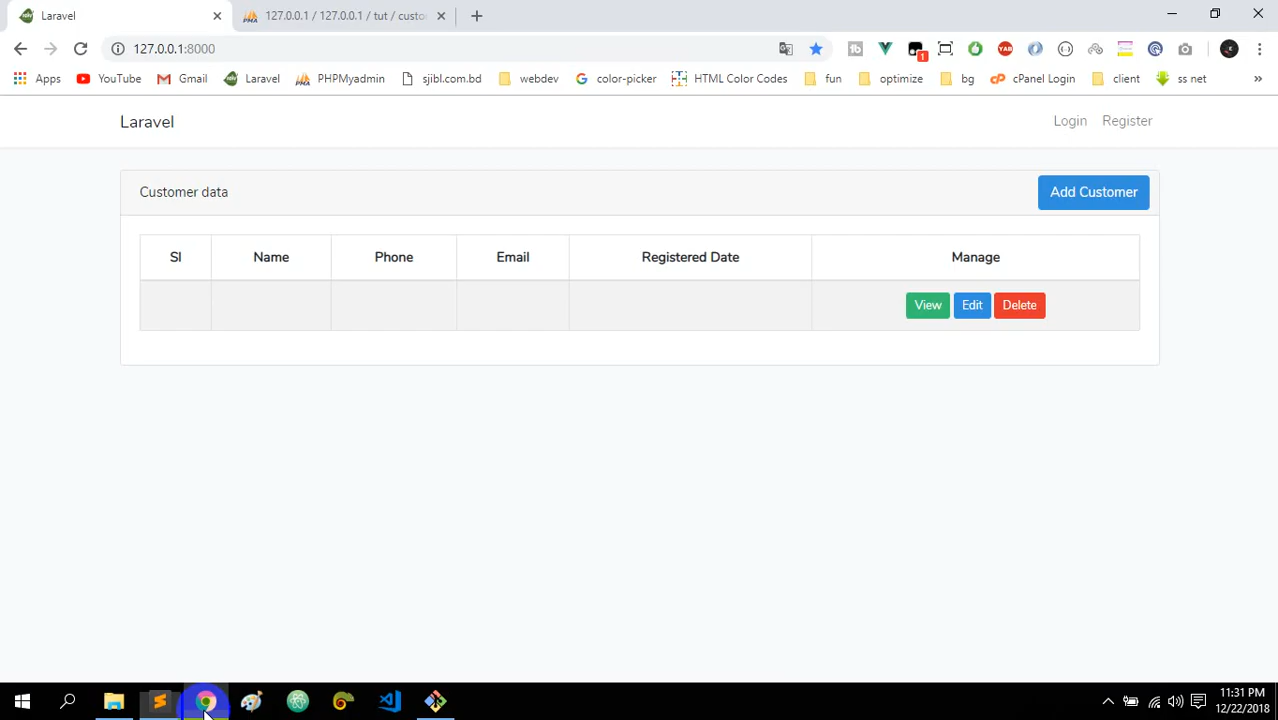 Laravel
127.0.0.1 / 127.0.0.1 / tut / custo
127.0.0.1:8000
1
Apps YouTube Gmail Laravel PHPMyadmin sjibl.com.bd webdev color-picker HTML Color Codes fun optimize bg cPanel Login client ss net »
Laravel Login Register
Customer data Add Customer
Sl Name Phone Email Registered Date Manage
View Edit Delete
11:31 PM
12/22/2018